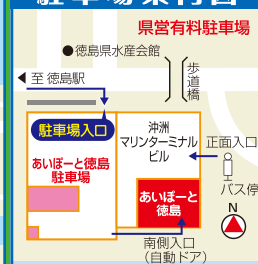 県営有料駐車場
●徳島県水産会館
◀至 徳島駅
歩道橋
駐車場入口
沖洲
マリンターミナル
ビル
正面入口
あいぽーと徳島
駐車場
バス停
あいぽーと
徳島
N
南側入口
(自動ドア)